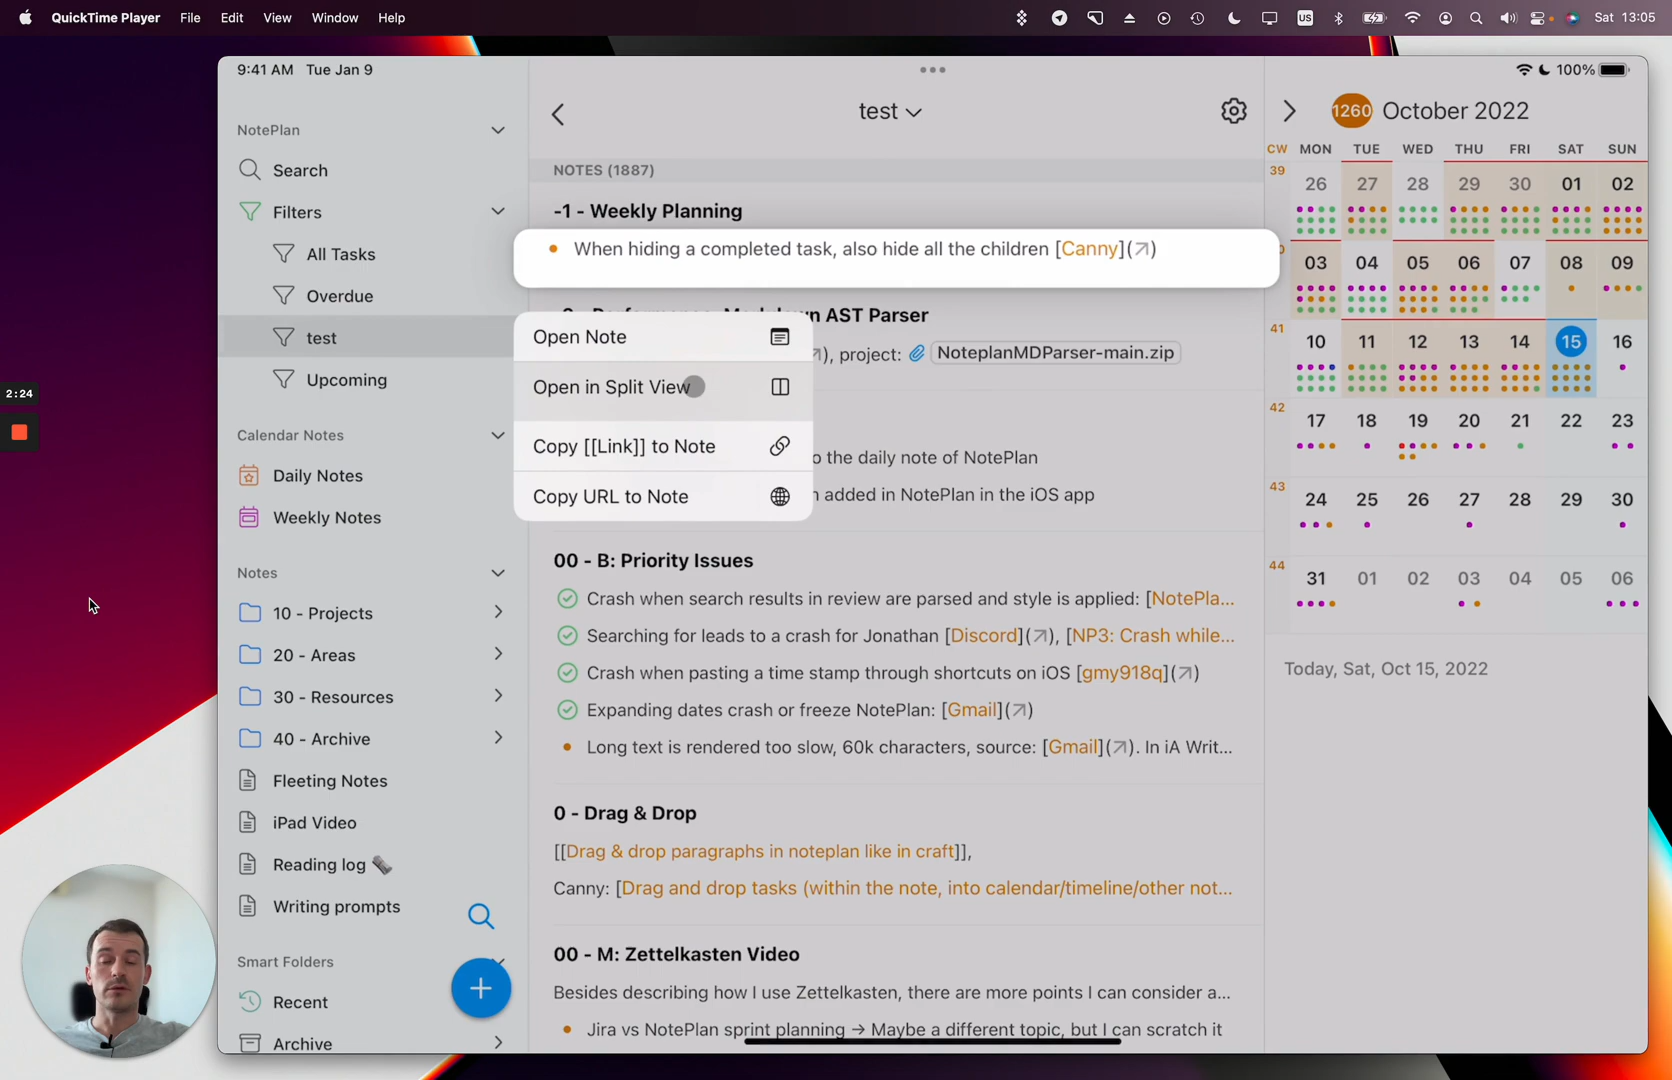 QuickTime Player File Edit View Window Help US Sat 13:05
9:41 AM Tue Jan 9
100%
NotePlan
Search
Filters
All Tasks
Overdue
test
Upcoming
Calendar Notes
Daily Notes
Weekly Notes
Notes
10 - Projects
20 - Areas
30 - Resources
40 - Archive
Fleeting Notes
iPad Video
Reading log
Writing prompts
Smart Folders
Recent
Archive
2:24
test
NOTES (1887)
-1 - Weekly Planning
When hiding a completed task, also hide all the children [Canny](↗)
n AST Parser
), project: NoteplanMDParser-main.zip
Open Note
Open in Split View
Copy [[Link]] to Note
Copy URL to Note
o the daily note of NotePlan
n added in NotePlan in the iOS app
00 - B: Priority Issues
Crash when search results in review are parsed and style is applied: [NotePla...
Searching for leads to a crash for Jonathan [Discord](↗), [NP3: Crash while...
Crash when pasting a time stamp through shortcuts on iOS [gmy918q](↗)
Expanding dates crash or freeze NotePlan: [Gmail](↗)
Long text is rendered too slow, 60k characters, source: [Gmail](↗). In iA Writ...
0 - Drag & Drop
[[Drag & drop paragraphs in noteplan like in craft]],
Canny: [Drag and drop tasks (within the note, into calendar/timeline/other not...
00 - M: Zettelkasten Video
Besides describing how I use Zettelkasten, there are more points I can consider a...
Jira vs NotePlan sprint planning → Maybe a different topic, but I can scratch it
1260 October 2022
CW MON TUE WED THU FRI SAT SUN
39 26 27 28 29 30 01 02
03 04 05 06 07 08 09
41 10 11 12 13 14 15 16
42 17 18 19 20 21 22 23
43 24 25 26 27 28 29 30
44 31 01 02 03 04 05 06
Today, Sat, Oct 15, 2022